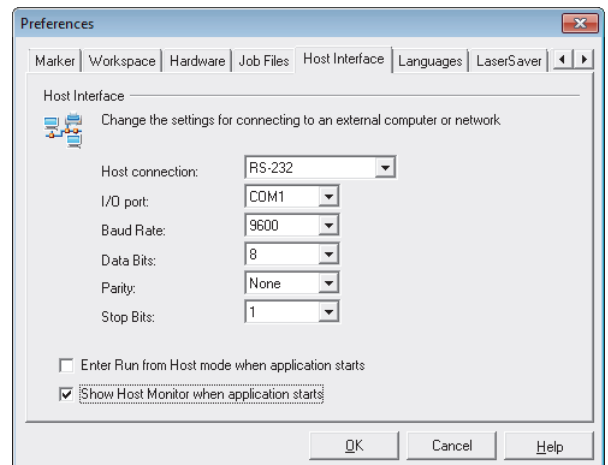 Preferences
Marker Workspace Hardware Job Files Host Interface Languages LaserSaver
Host Interface
Change the settings for connecting to an external computer or network
Host connection: RS-232
I/O port: COM1
Baud Rate: 9600
Data Bits: 8
Parity: None
Stop Bits: 1
Enter Run from Host mode when application starts
Show Host Monitor when application starts
OK Cancel Help